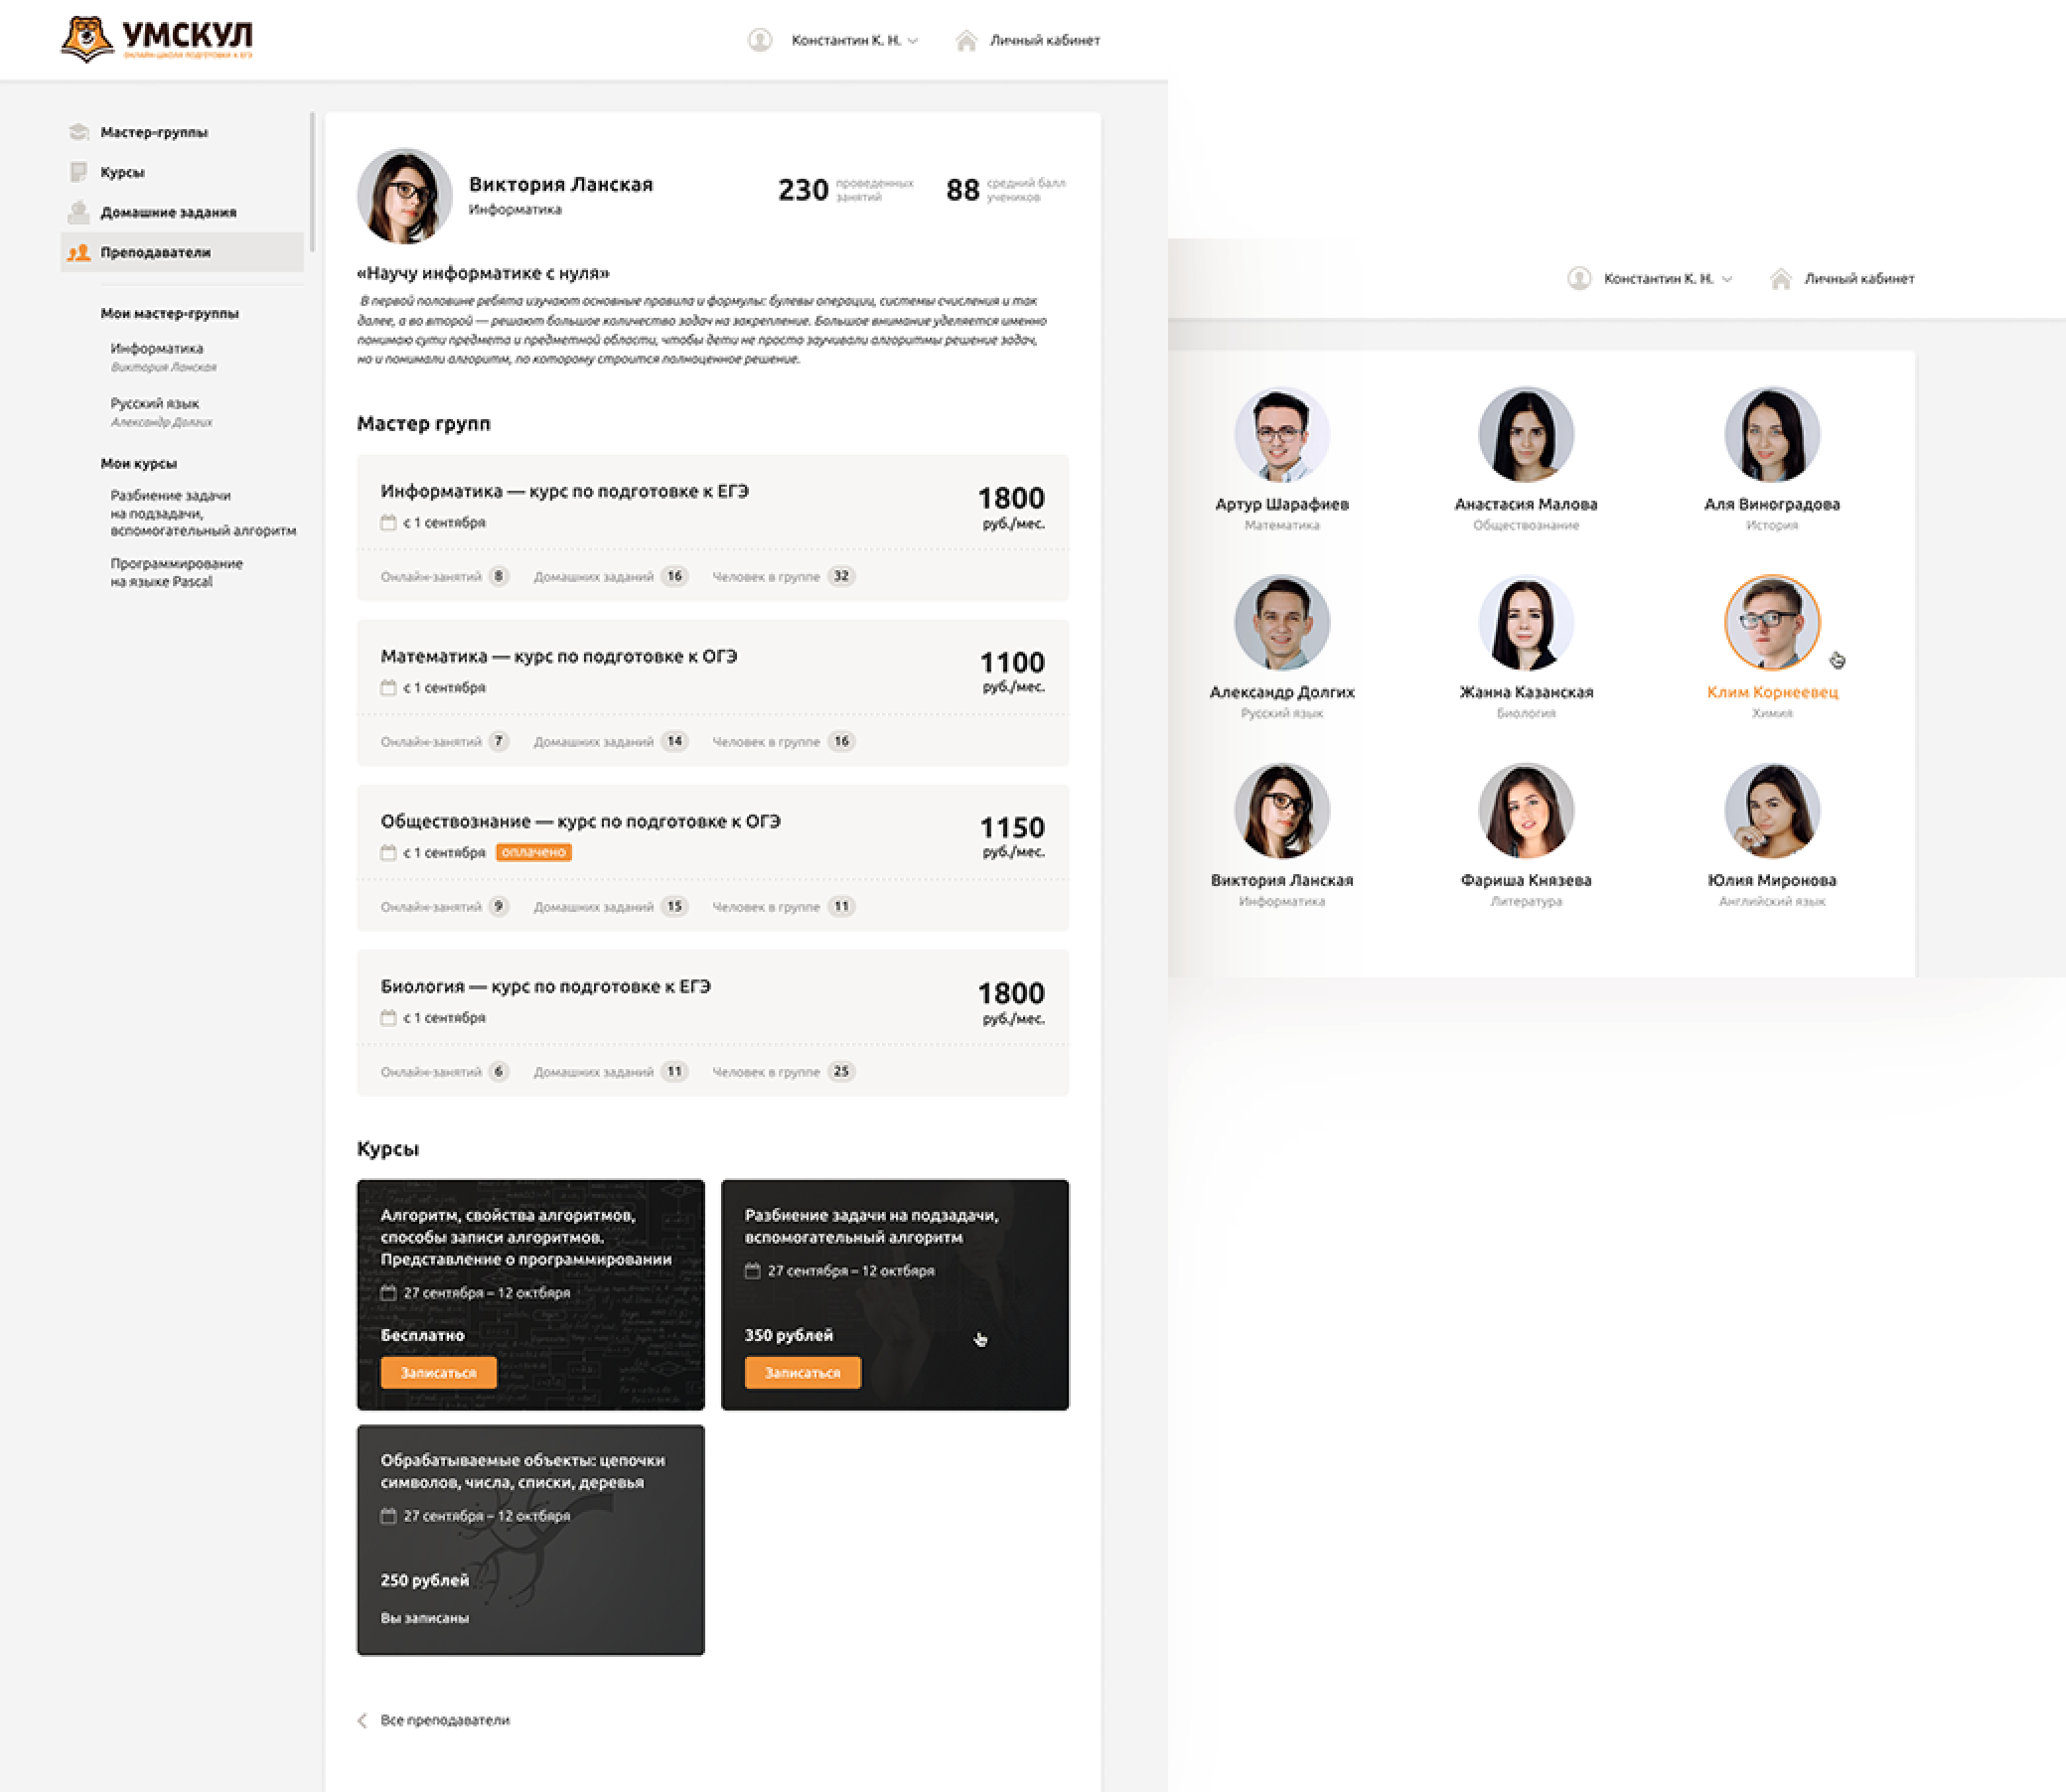 УМСКУЛ
ОНЛАЙН-ШКОЛА ПОДГОТОВКИ К ЕГЭ
Константин К. Н.
Личный кабинет
Мастер-группы
Курсы
Домашние задания
Преподаватели
Мои мастер-группы
Информатика
Виктория Ланская
Русский язык
Александр Долгих
Мои курсы
Разбиение задачи
на подзадачи,
вспомогательный алгоритм
Программирование
на языке Pascal
Виктория Ланская
Информатика
230 проведенных
занятий
88 средний балл
учеников
«Научу информатике с нуля»
В первой половине ребята изучают основные правила и формулы: булевы операции, системы счисления и так
далее, а во второй — решают большое количество задач на закрепление. Большое внимание уделяется именно
понимаю сути предмета и предметной области, чтобы дети не просто заучивали алгоритмы решение задач,
но и понимали алгоритм, по которому строится полноценное решение.
Мастер групп
Информатика — курс по подготовке к ЕГЭ
1800
с 1 сентября
руб./мес.
Онлайн-занятий 8 Домашних заданий 16 Человек в группе 32
Математика — курс по подготовке к ОГЭ
1100
с 1 сентября
руб./мес.
Онлайн-занятий 7 Домашних заданий 14 Человек в группе 16
Обществознание — курс по подготовке к ОГЭ
1150
с 1 сентября оплачено
руб./мес.
Онлайн-занятий 9 Домашних заданий 15 Человек в группе 11
Биология — курс по подготовке к ЕГЭ
1800
с 1 сентября
руб./мес.
Онлайн-занятий 6 Домашних заданий 11 Человек в группе 25
Курсы
Алгоритм, свойства алгоритмов,
способы записи алгоритмов.
Представление о программировании
27 сентября – 12 октбяря
Бесплатно
Записаться
Разбиение задачи на подзадачи,
вспомогательный алгоритм
27 сентября – 12 октбяря
350 рублей
Записаться
Обрабатываемые объекты: цепочки
символов, числа, списки, деревья
27 сентября – 12 октбяря
250 рублей
Вы записаны
Все преподаватели
Константин К. Н.
Личный кабинет
Артур Шарафиев
Математика
Анастасия Малова
Обществознание
Аля Виноградова
История
Александр Долгих
Русский язык
Жанна Казанская
Биология
Клим Корнеевец
Химия
Виктория Ланская
Информатика
Фариша Князева
Литература
Юлия Миронова
Английский язык